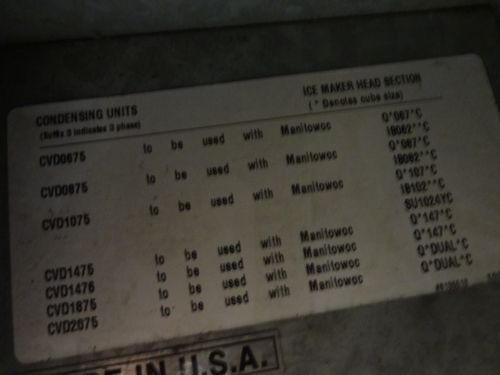 CONDENSING UNITS
(Suffix 3 indicates 3 phase)
ICE MAKER HEAD SECTION
(* Denotes cube size)
CVD0675 to be used with Manitowoc Q*067*C
IB062**C
CVD0875 to be used with Manitowoc Q*087*C
IB082**C
CVD1075 to be used with Manitowoc Q*107*C
IB102**C
SU1024YC
CVD1475 to be used with Manitowoc Q*147*C
CVD1476 to be used with Manitowoc Q*147*C
CVD1875 to be used with Manitowoc Q*DUAL*C
CVD2075 to be used with Manitowoc Q*DUAL*C
IN U.S.A.